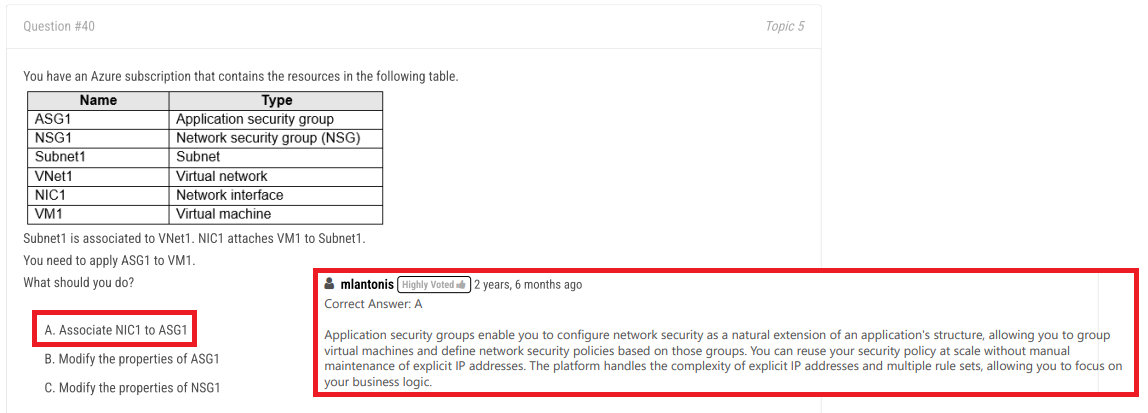 Question #40 Topic 5
You have an Azure subscription that contains the resources in the following table.
Name Type
ASG1 Application security group
NSG1 Network security group (NSG)
Subnet1 Subnet
VNet1 Virtual network
NIC1 Network interface
VM1 Virtual machine
Subnet1 is associated to VNet1. NIC1 attaches VM1 to Subnet1.
You need to apply ASG1 to VM1.
What should you do?
A. Associate NIC1 to ASG1
B. Modify the properties of ASG1
C. Modify the properties of NSG1
mlantonis Highly Voted 2 years, 6 months ago
Correct Answer: A
Application security groups enable you to configure network security as a natural extension of an application's structure, allowing you to group
virtual machines and define network security policies based on those groups. You can reuse your security policy at scale without manual
maintenance of explicit IP addresses. The platform handles the complexity of explicit IP addresses and multiple rule sets, allowing you to focus on
your business logic.